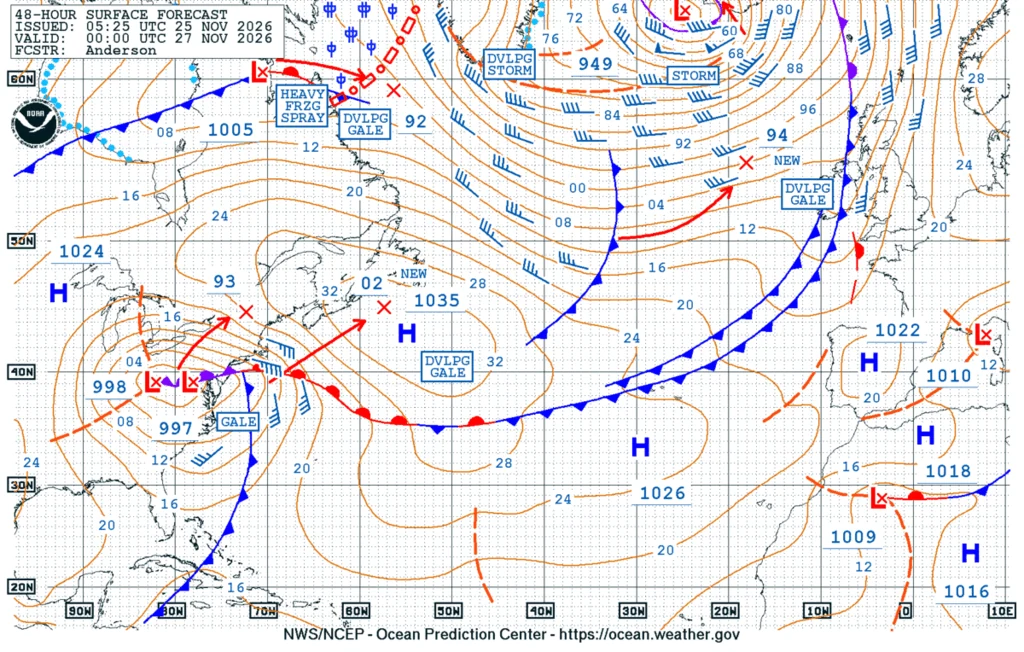 48-HOUR SURFACE FORECAST
ISSUED: 05:25 UTC 25 NOV 2026
VALID: 00:00 UTC 27 NOV 2026
FCSTR: Anderson
NOAA
72
64
80
60
76
68
DVLPG STORM
949
STORM
88
28
60N
L
HEAVY FRZG SPRAY
DVLPG GALE
92
84
96
08
1005
12
92
94
NEW
24
16
20
00
04
DVLPG GALE
24
08
12
20
50N
1024
16
H
93
32
02
NEW
28
1035
20
16
H
24
1022
L
04
32
H
12
40N
998
L
L
DVLPG GALE
1010
20
08
997
GALE
H
H
24
12
20
28
16
1018
30N
1026
24
L
16
20
1009
20
H
12
16
1016
20N
90W
80W
70W
60W
50W
40W
30W
20W
10W
0
10E
NWS/NCEP - Ocean Prediction Center - https://ocean.weather.gov